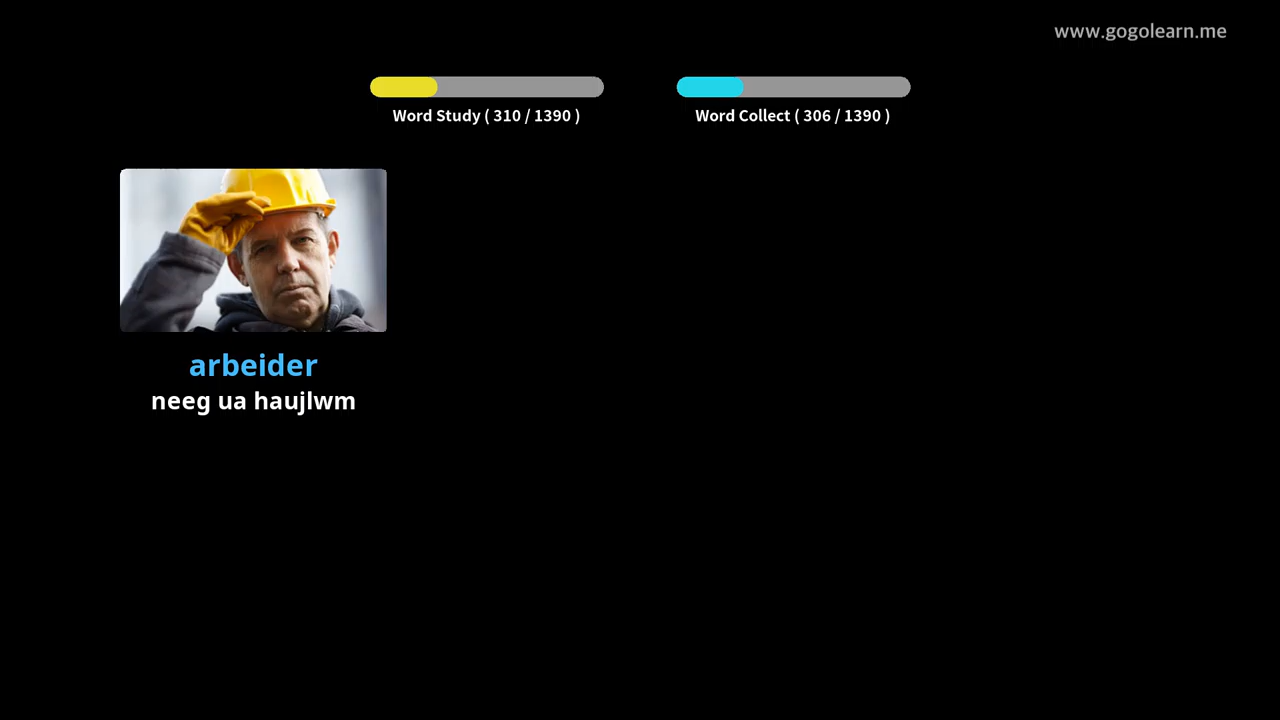 www.gogolearn.me
Word Study ( 310 / 1390 )
Word Collect ( 306 / 1390 )
arbeider
neeg ua haujlwm